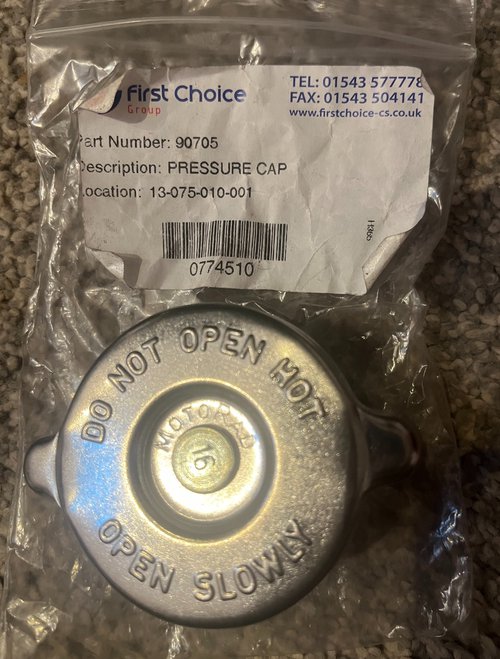 First Choice
Group
TEL: 01543 577778
FAX: 01543 504141
www.firstchoice-cs.co.uk
Part Number: 90705
Description: PRESSURE CAP
Location: 13-075-010-001
0774510
DO NOT OPEN HOT
MOTORAD
16
OPEN SLOWLY